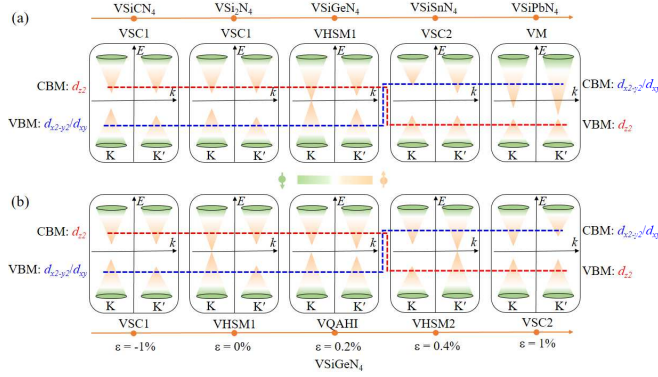 VSiCN4 VSi2N4 VSiGeN4 VSiSnN4 VSiPbN4
(a)
VSC1 VSC1 VHSM1 VSC2 VM
E E E E E
CBM: dz2 CBM: dx2-y2/dxy
k k k k k
VBM: dx2-y2/dxy VBM: dz2
K K′ K K′ K K′ K K′ K K′
(b)
E E E E E
CBM: dz2 CBM: dx2-y2/dxy
k k k k k
VBM: dx2-y2/dxy VBM: dz2
K K′ K K′ K K′ K K′ K K′
VSC1 VHSM1 VQAHI VHSM2 VSC2
ε = -1% ε = 0% ε = 0.2% ε = 0.4% ε = 1%
VSiGeN4